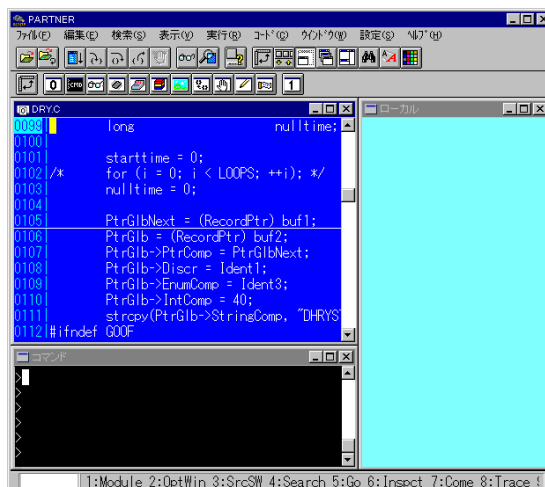 PARTNER
ﾌｧｲﾙ(F) 編集(E) 検索(S) 表示(V) 実行(R) ｺｰﾄﾞ(C) ｳｨﾝﾄﾞｳ(W) 設定(S) ﾍﾙﾌﾟ(H)
0 CMD 1
DRY.C
0099 long nulltime;
0100
0101 starttime = 0;
0102 /* for (i = 0; i < LOOPS; ++i); */
0103 nulltime = 0;
0104
0105 PtrGlbNext = (RecordPtr) buf1;
0106 PtrGlb = (RecordPtr) buf2;
0107 PtrGlb->PtrComp = PtrGlbNext;
0108 PtrGlb->Discr = Ident1;
0109 PtrGlb->EnumComp = Ident3;
0110 PtrGlb->IntComp = 40;
0111 strcpy(PtrGlb->StringComp, "DHRYS
0112 #ifndef GOOF
ローカル
コマンド
>
>
>
>
>
1:Module 2:OptWin 3:SrcSW 4:Search 5:Go 6:Inspct 7:Come 8:Trace